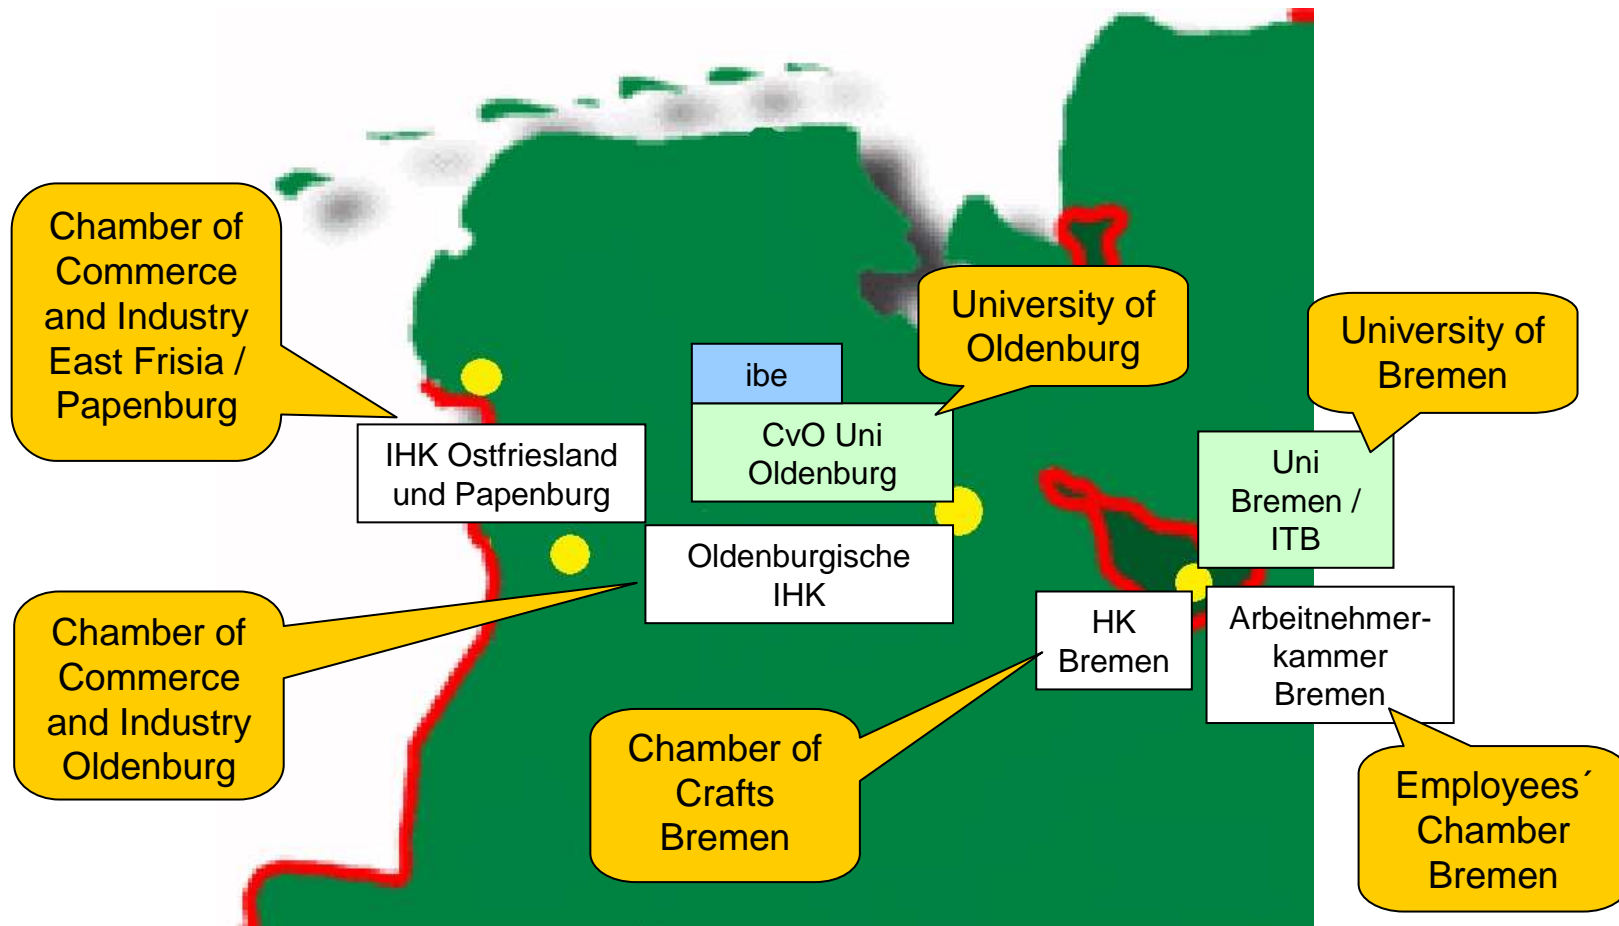 Chamber of
Commerce
and Industry
East Frisia /
Papenburg
University of
Oldenburg
University of
Bremen
ibe
CvO Uni
Oldenburg
IHK Ostfriesland
und Papenburg
Uni
Bremen /
ITB
Oldenburgische
IHK
HK
Bremen
Arbeitnehmer-
kammer
Bremen
Chamber of
Commerce
and Industry
Oldenburg
Chamber of
Crafts
Bremen
Employees´
Chamber
Bremen